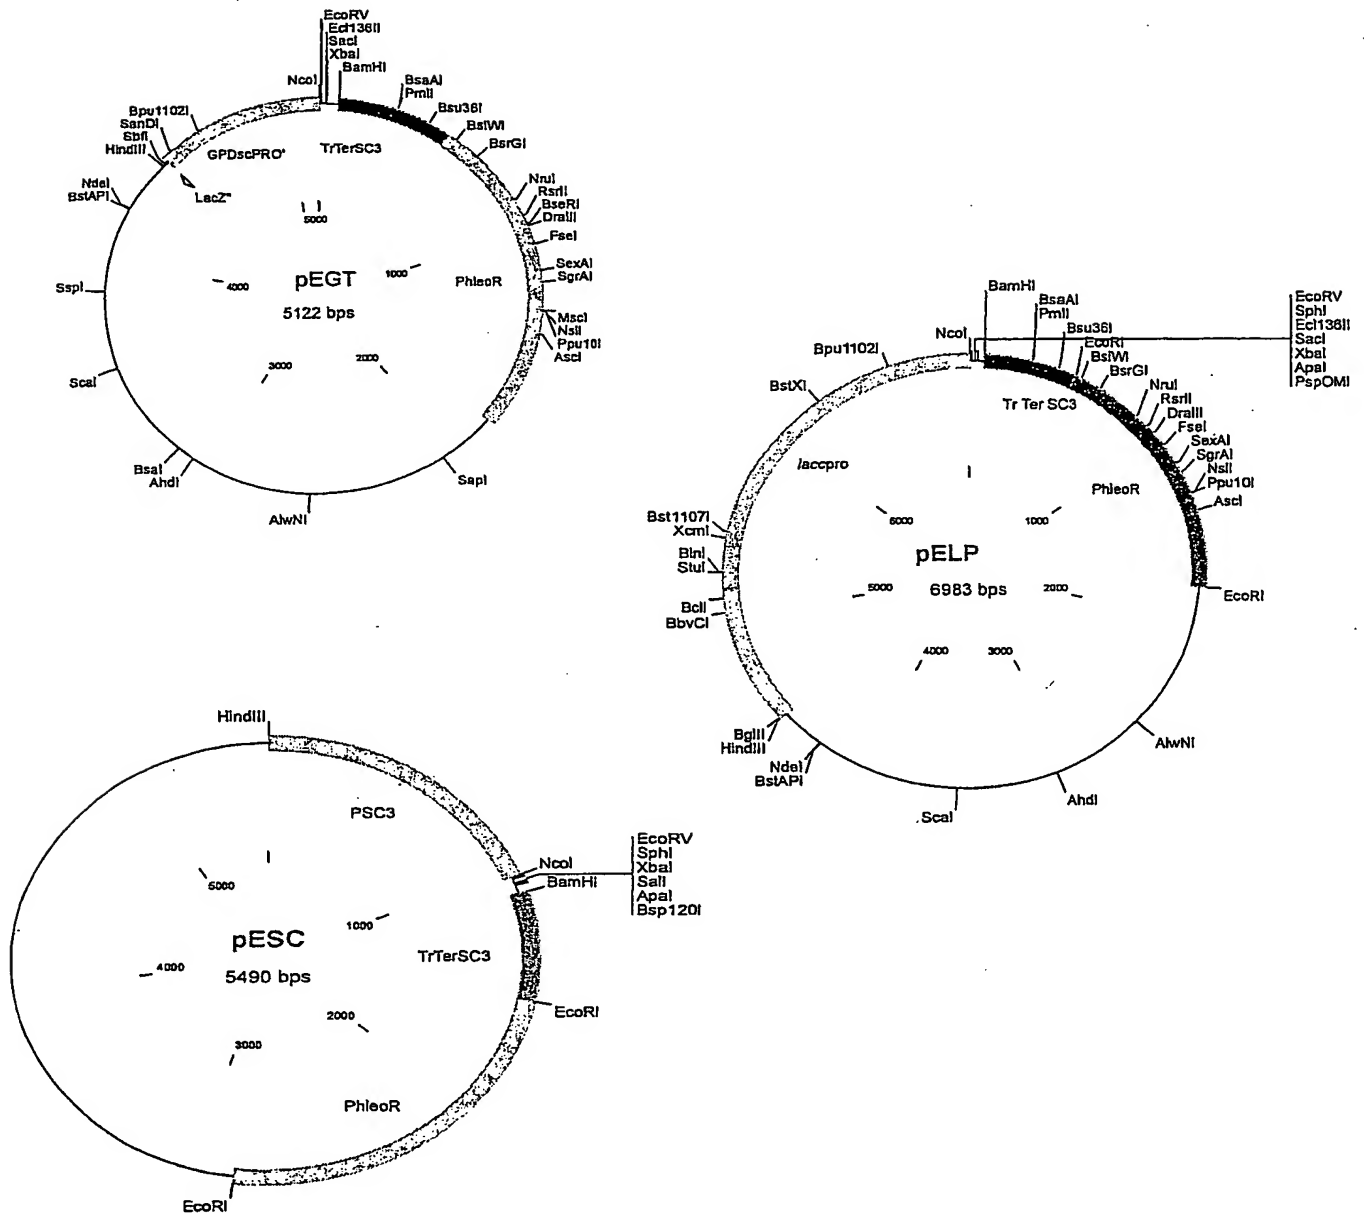 EcoRV
Ecl136II
SacI
XbaI
BamHI
NcoI
BsaAI
PmlI
Bsu36I
BstWI
BsrGI
Bpu1102I
SanDI
SbfI
HindIII
GPDscPRO*
TrTerSC3
NdeI
BstAPI
LacZ"
NruI
RsrII
BseRI
DraIII
FseI
SexAI
SgrAI
5000
1000
4000
pEGT
5122 bps
PhleoR
SspI
MscI
NsiI
Ppu10I
AscI
3000
2000
ScaI
BsaI
AhdI
AlwNI
SapI
BamHI
BsaAI
PmlI
Bsu36I
EcoRI
BstWI
BsrGI
NcoI
EcoRV
SphI
Ecl136II
SacI
XbaI
ApaI
PspOMI
Bpu1102I
BstXI
Tr Ter SC3
NruI
RsrII
DraIII
FseI
SexAI
SgrAI
NsiI
Ppu10I
AscI
laccpro
PhleoR
6000
1000
Bst1107I
XcmI
BlnI
StuI
BclI
BbvCI
pELP
6983 bps
5000
2000
EcoRI
4000
3000
BglII
HindIII
NdeI
BstAPI
ScaI
AhdI
AlwNI
HindIII
PSC3
NcoI
BamHI
EcoRV
SphI
XbaI
SalI
ApaI
Bsp120I
5000
1000
pESC
5490 bps
TrTerSC3
4000
EcoRI
2000
3000
PhleoR
EcoRI